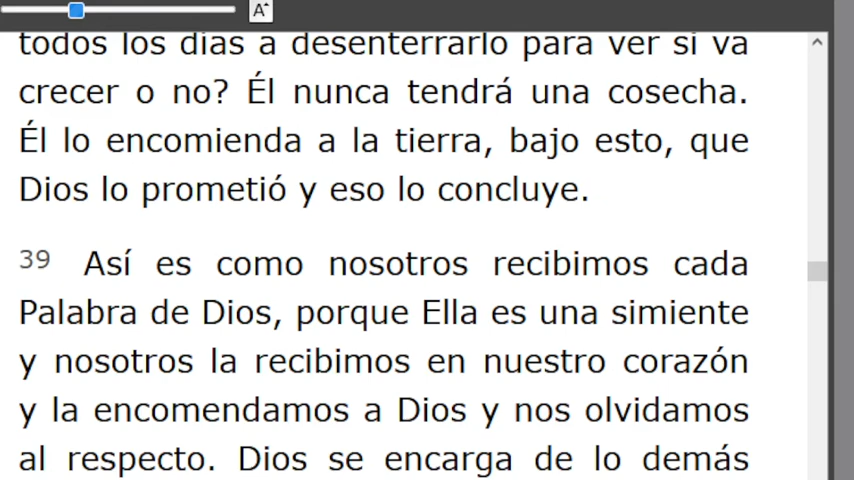 A
todos los días a desenterrarlo para ver si va
crecer o no? Él nunca tendrá una cosecha.
Él lo encomienda a la tierra, bajo esto, que
Dios lo prometió y eso lo concluye.
39 Así es como nosotros recibimos cada
Palabra de Dios, porque Ella es una simiente
y nosotros la recibimos en nuestro corazón
y la encomendamos a Dios y nos olvidamos
al respecto. Dios se encarga de lo demás